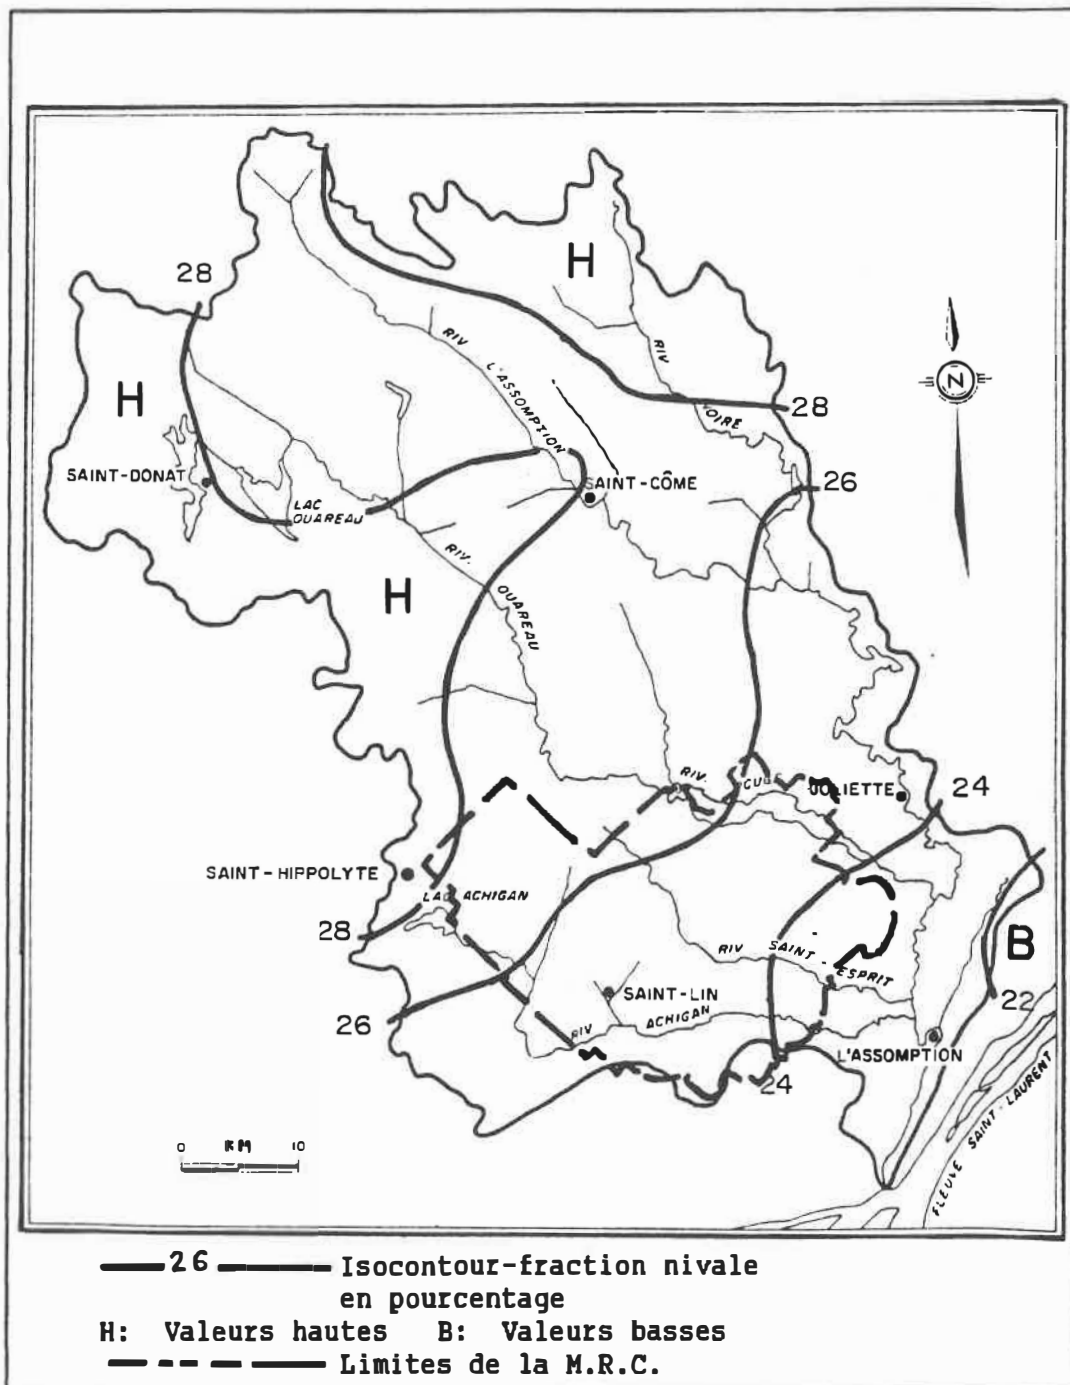 H
28
RIV
L'ASSOMPTION
RIV
NOIRE
28
H
SAINT-DONAT
LAC
OUAREAU
SAINT-CÔME
26
N
RIV.
OUAREAU
H
RIV.
JOLIETTE
24
SAINT-HIPPOLYTE
LAC ACHIGAN
28
RIV SAINT-ESPRIT
B
22
26
SAINT-LIN
RIV ACHIGAN
L'ASSOMPTION
24
FLEUVE SAINT-LAURENT
0 KM 10
26 Isocontour-fraction nivale
en pourcentage
H: Valeurs hautes B: Valeurs basses
Limites de la M.R.C.